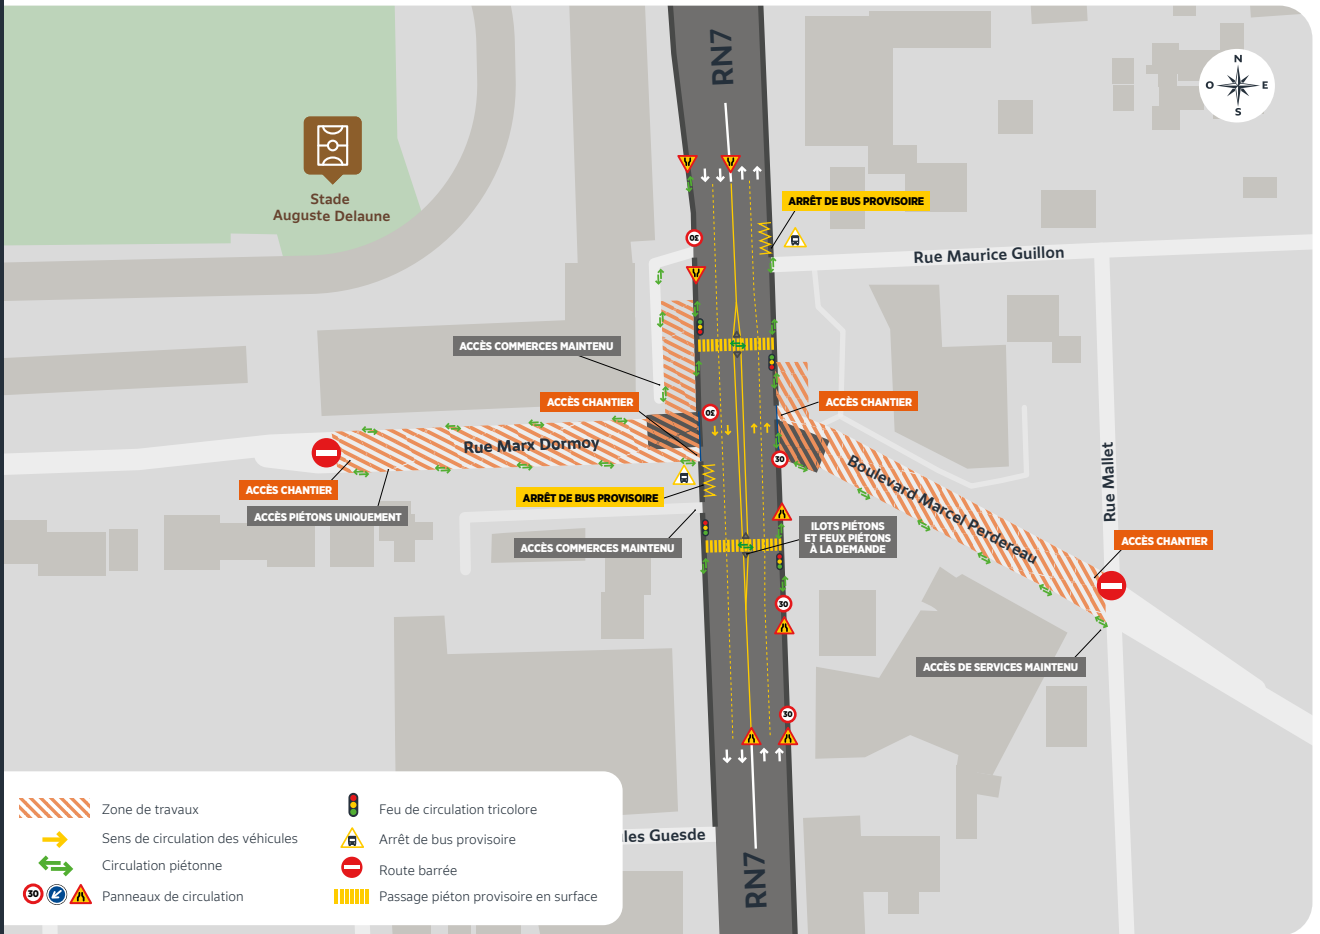 RN7
N
O
E
S
Stade
Auguste Delaune
ARRÊT DE BUS PROVISOIRE
30
Rue Maurice Guillon
ACCÈS COMMERCES MAINTENU
ACCÈS CHANTIER
ACCÈS CHANTIER
30
Rue Marx Dormoy
30
Boulevard Marcel Perdereau
Rue Mallet
ACCÈS CHANTIER
ACCÈS PIÉTONS UNIQUEMENT
ARRÊT DE BUS PROVISOIRE
ACCÈS COMMERCES MAINTENU
ILOTS PIÉTONS
ET FEUX PIÉTONS
À LA DEMANDE
ACCÈS CHANTIER
30
ACCÈS DE SERVICES MAINTENU
30
les Guesde
RN7
Zone de travaux
Sens de circulation des véhicules
Circulation piétonne
30
Panneaux de circulation
Feu de circulation tricolore
Arrêt de bus provisoire
Route barrée
Passage piéton provisoire en surface